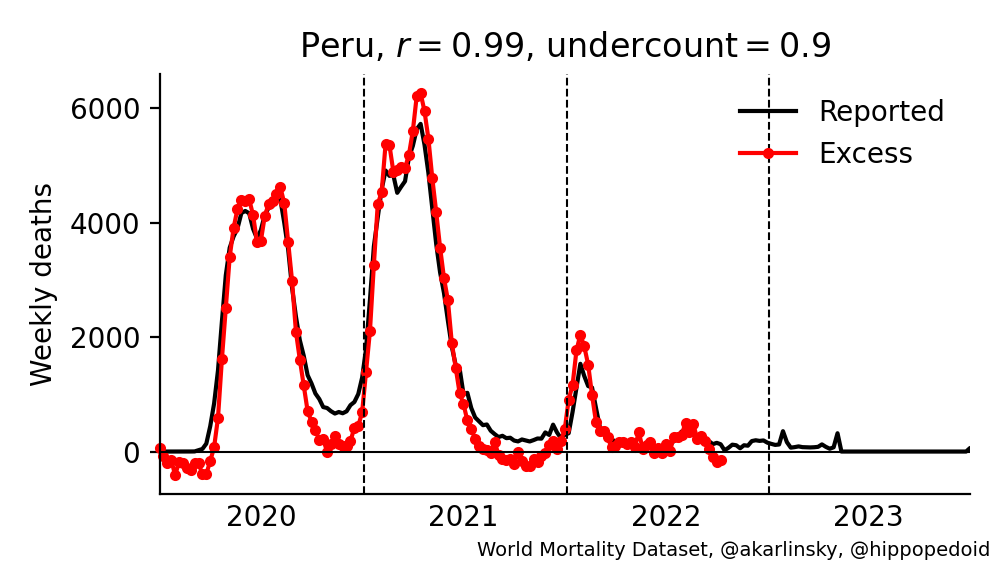 Peru, r = 0.99, undercount = 0.9
Weekly deaths
6000
4000
2000
0
Reported
Excess
2020 2021 2022 2023
World Mortality Dataset, @akarlinsky, @hippopedoid